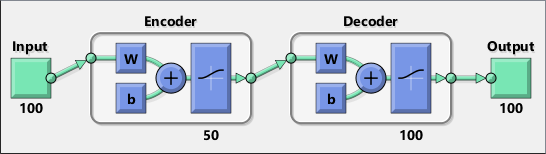 Encoder
Decoder
Input
Output
W
W
+
+
b
b
100
50
100
100